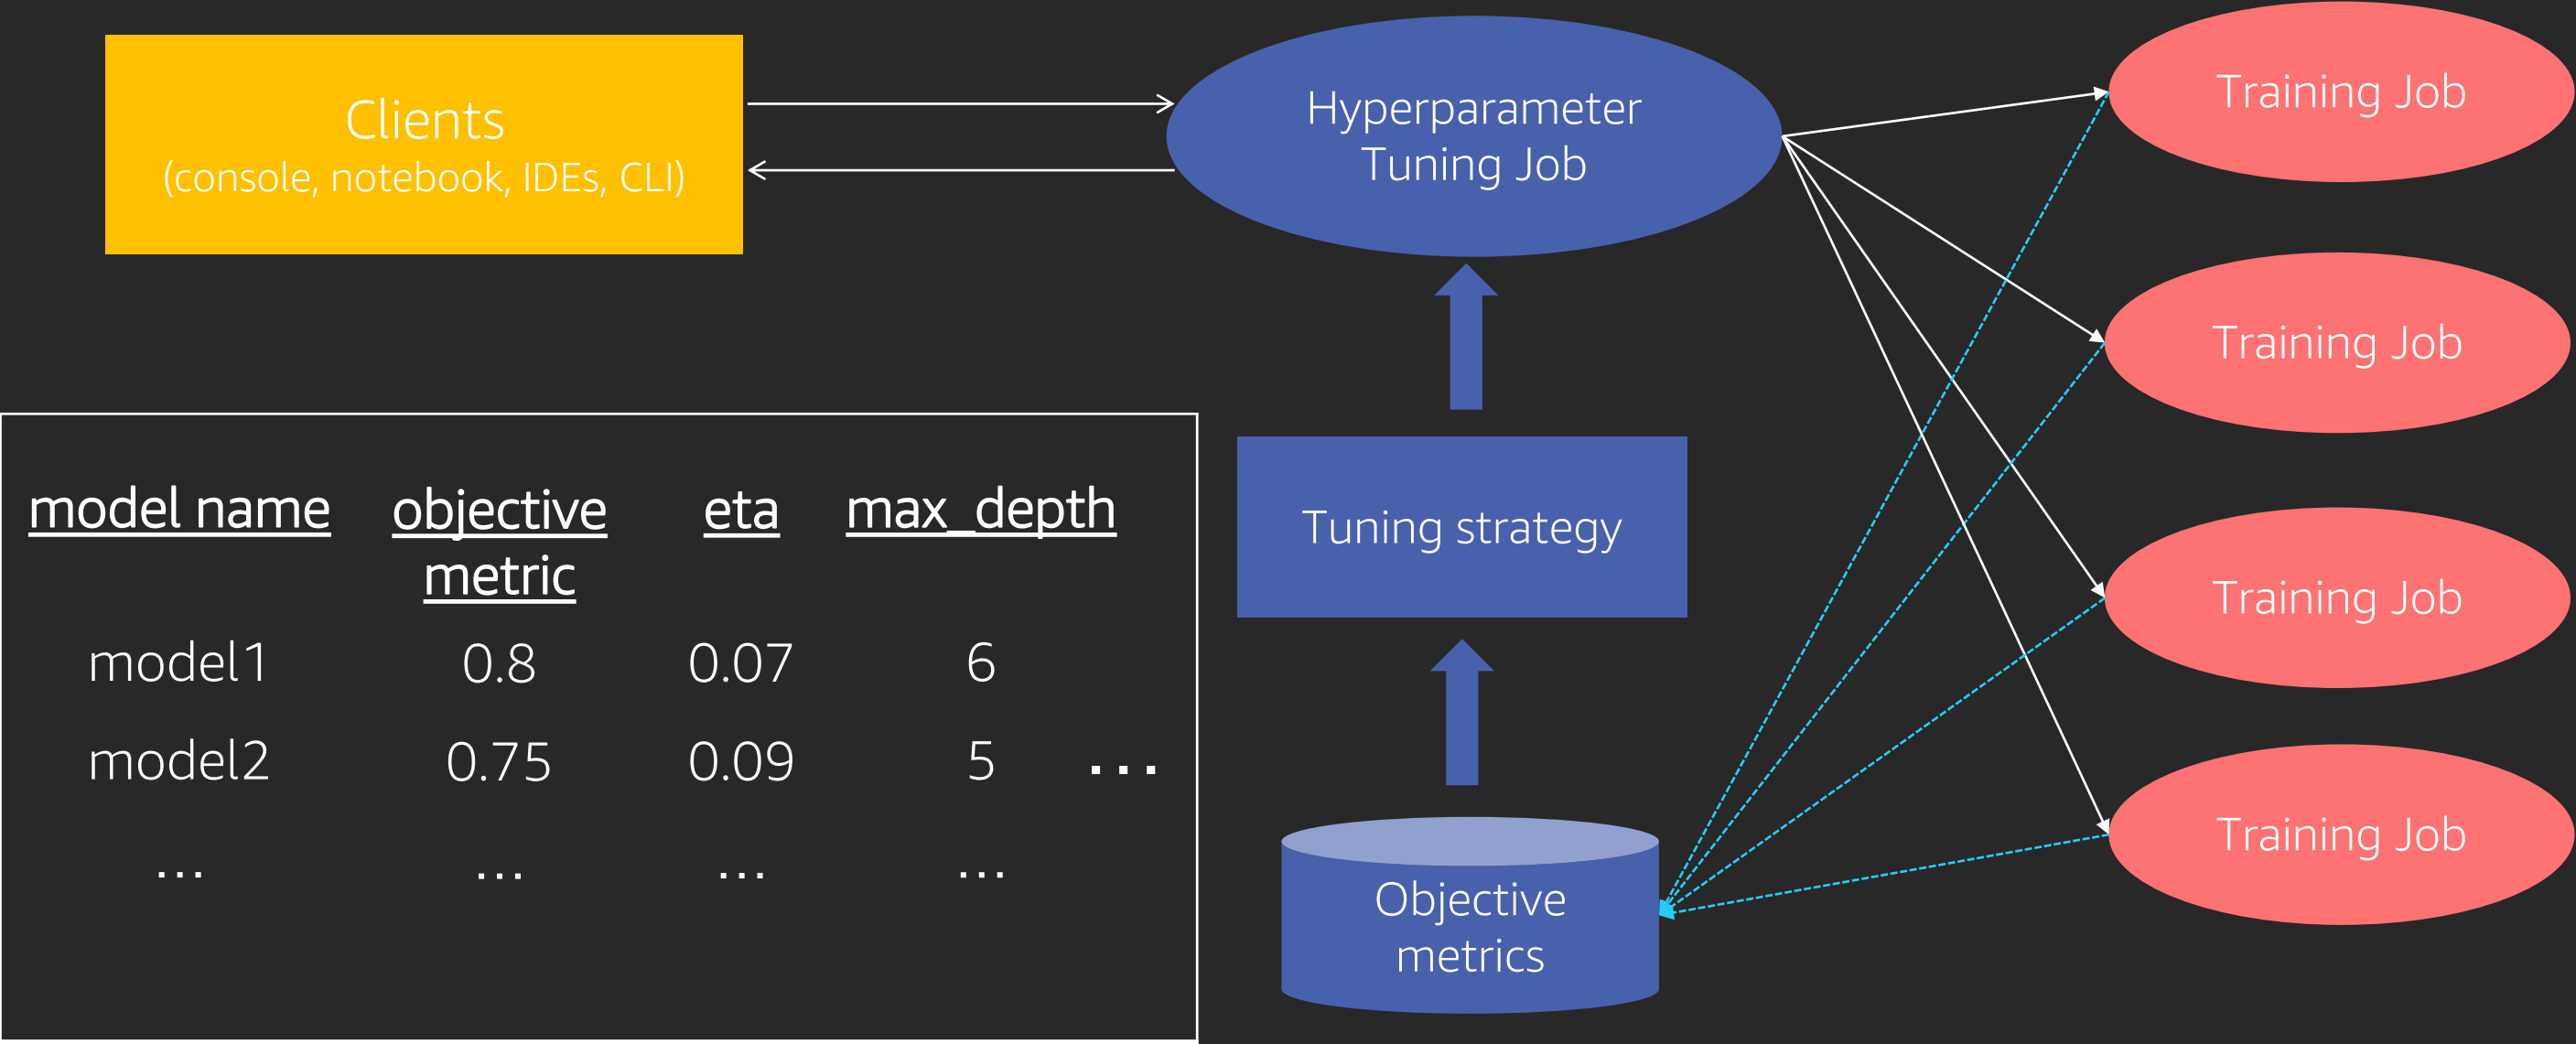 Clients
(console, notebook, IDEs, CLI)
Hyperparameter
Tuning Job
Training Job
Training Job
Training Job
Training Job
Tuning strategy
Objective
metrics
model name objective eta max_depth
metric
model1 0.8 0.07 6
model2 0.75 0.09 5 ...
... ... ... ...